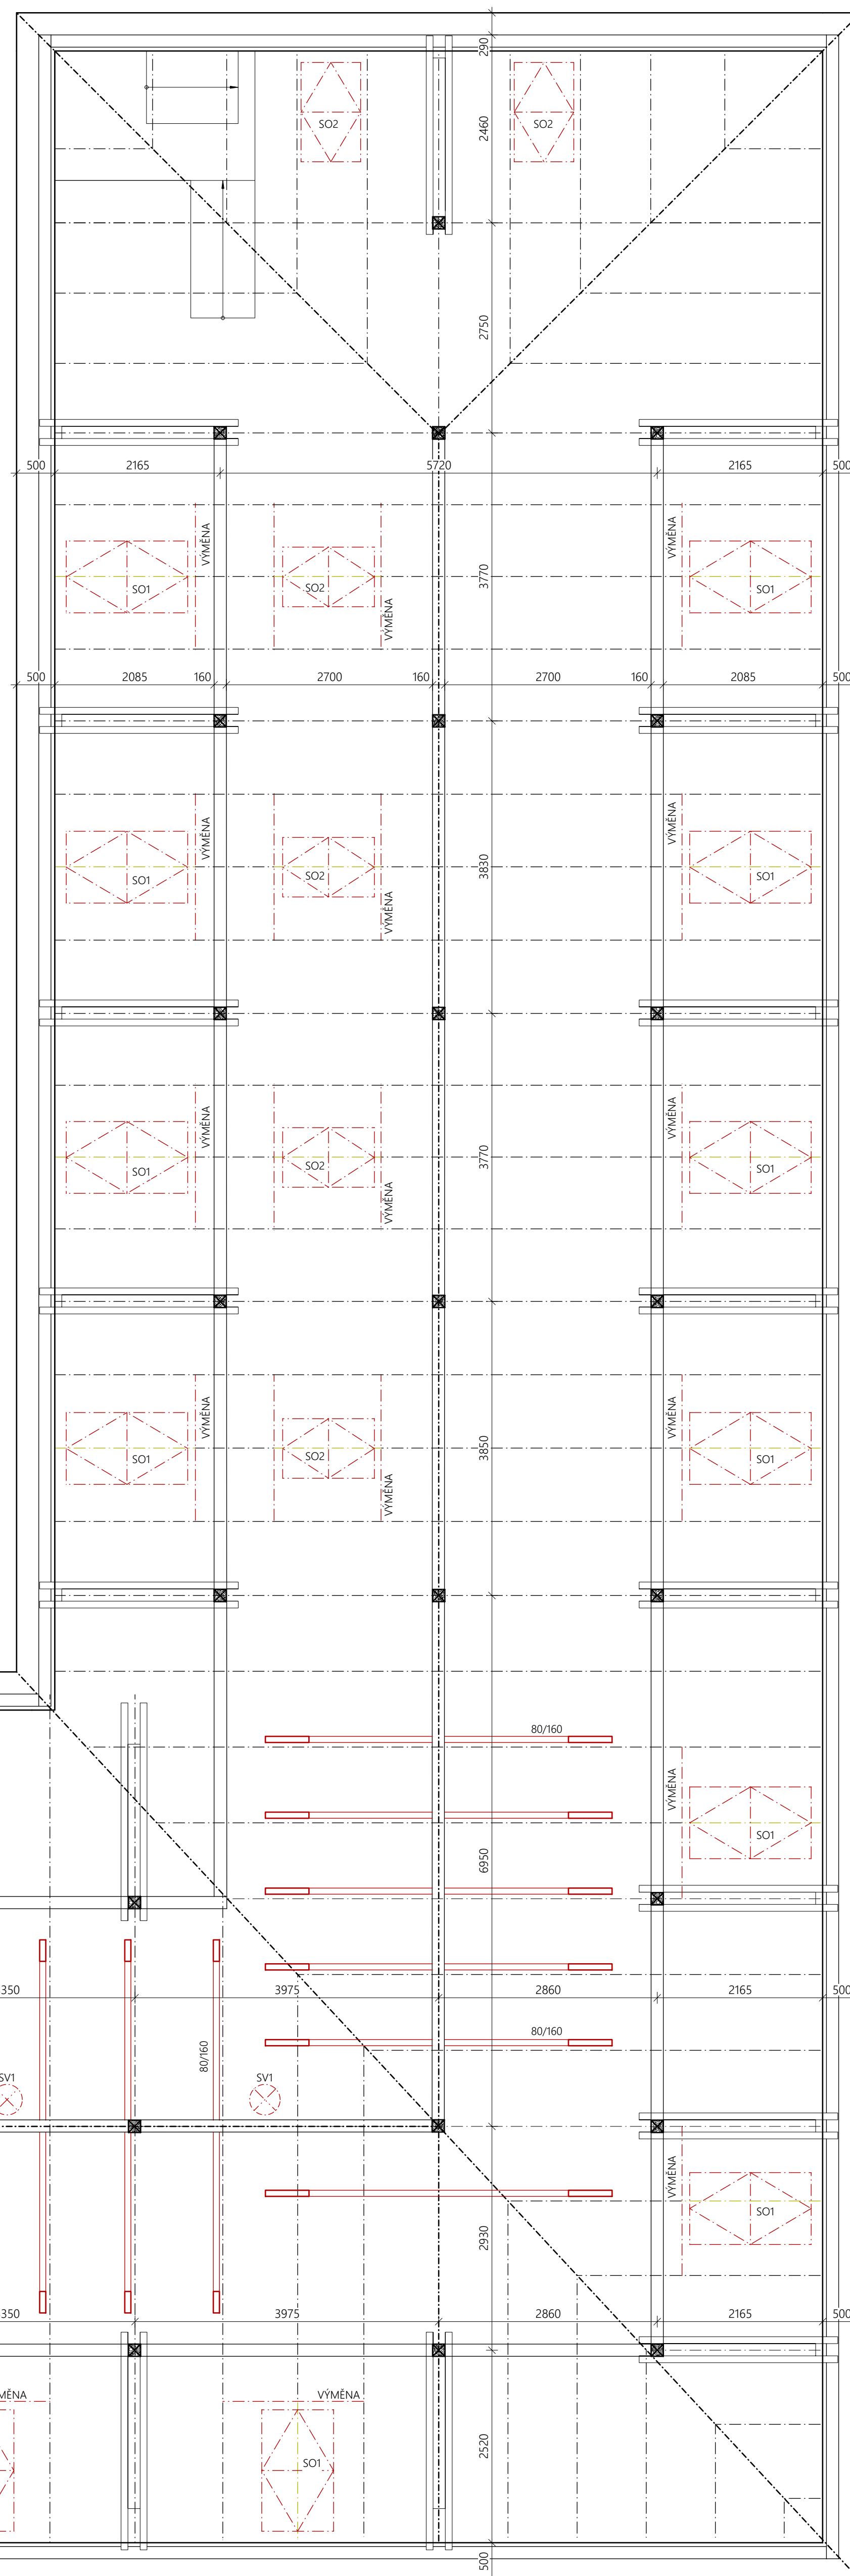 290
2460
SO2
SO2
2750
500
2165
5720
2165
500
VÝMĚNA
VÝMĚNA
SO1
SO2
3770
SO1
VÝMĚNA
500
2085
160
2700
160
2700
160
2085
500
VÝMĚNA
VÝMĚNA
SO1
SO2
3830
SO1
VÝMĚNA
VÝMĚNA
VÝMĚNA
SO1
SO2
3770
SO1
VÝMĚNA
VÝMĚNA
VÝMĚNA
SO1
SO2
3850
SO1
VÝMĚNA
80/160
VÝMĚNA
SO1
6950
350
3975
2860
2165
500
80/160
80/160
SV1
SV1
VÝMĚNA
SO1
2930
350
3975
2860
2165
500
MĚNA
VÝMĚNA
2520
SO1
500